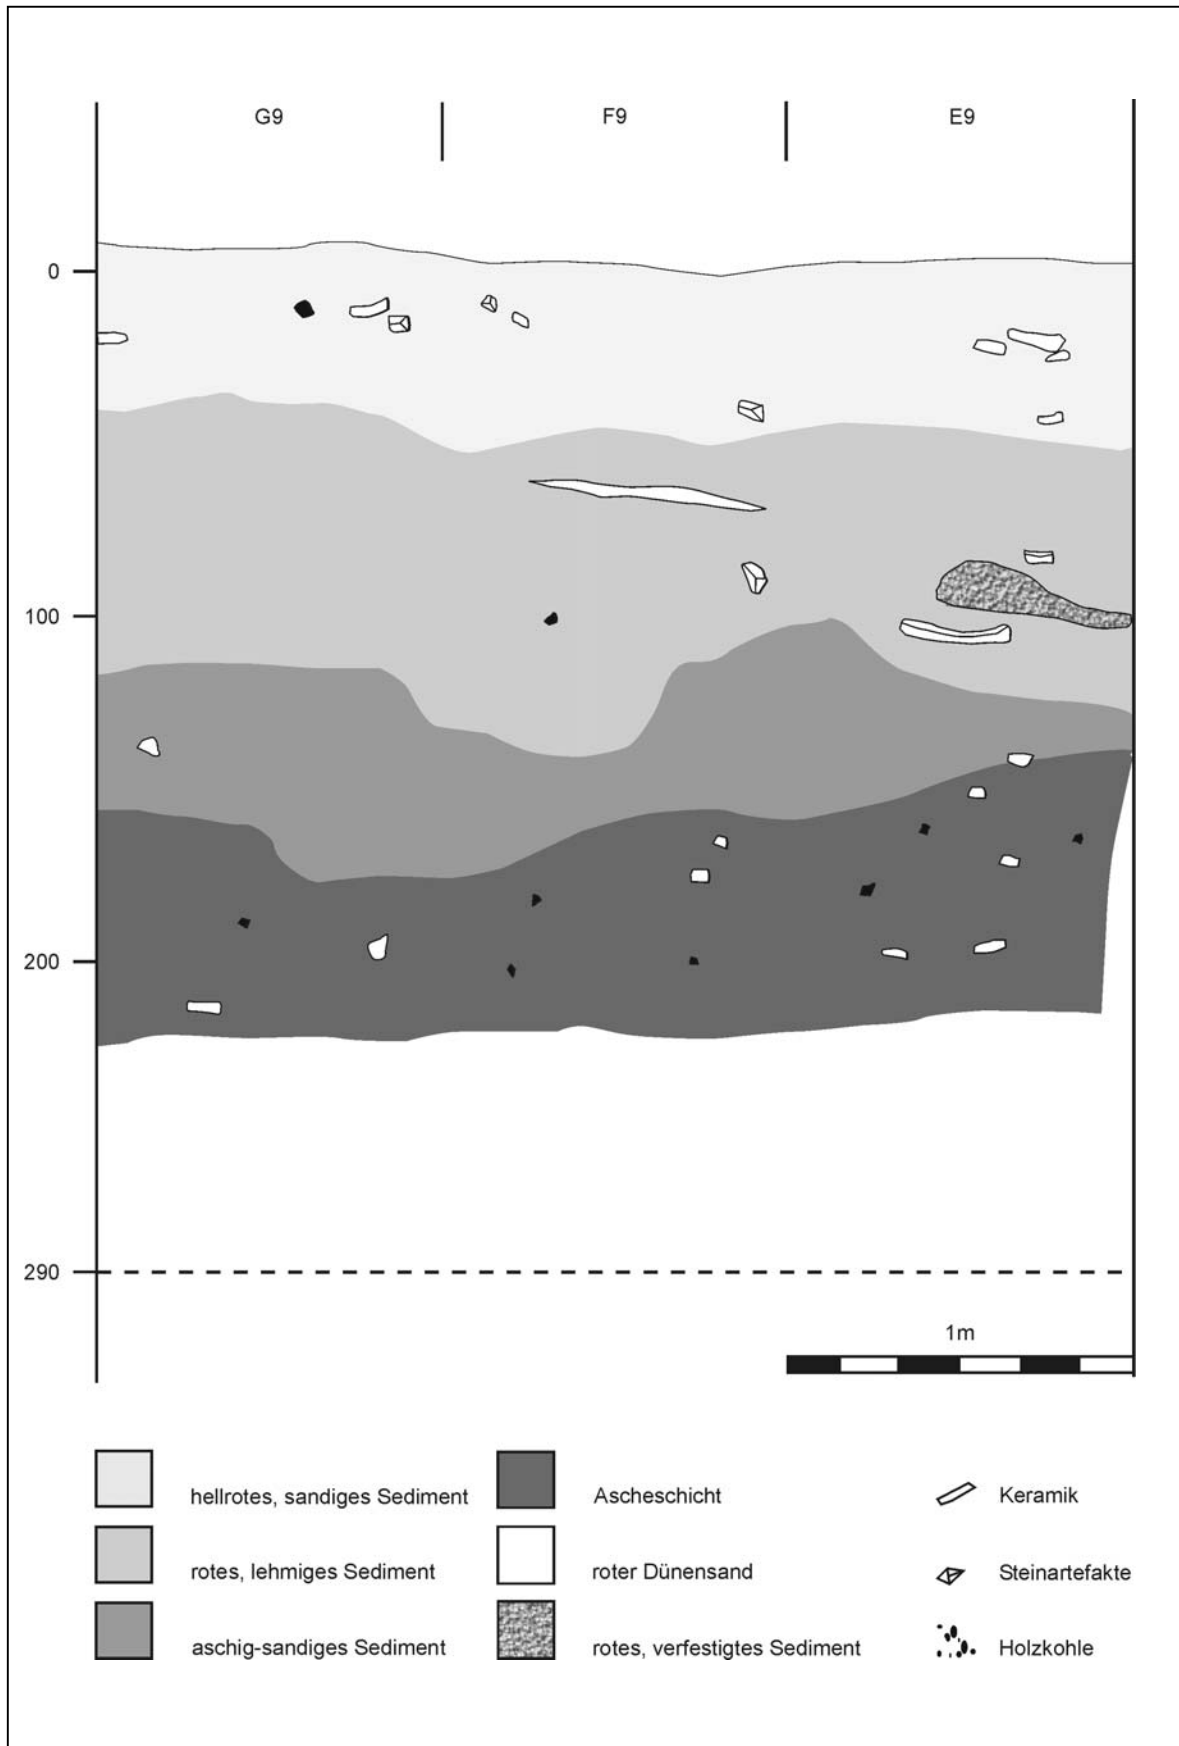 G9 F9 E9
0
100
200
290
1m
hellrotes, sandiges Sediment
Ascheschicht
Keramik
rotes, lehmiges Sediment
roter Dünensand
Steinartefakte
aschig-sandiges Sediment
rotes, verfestigtes Sediment
Holzkohle